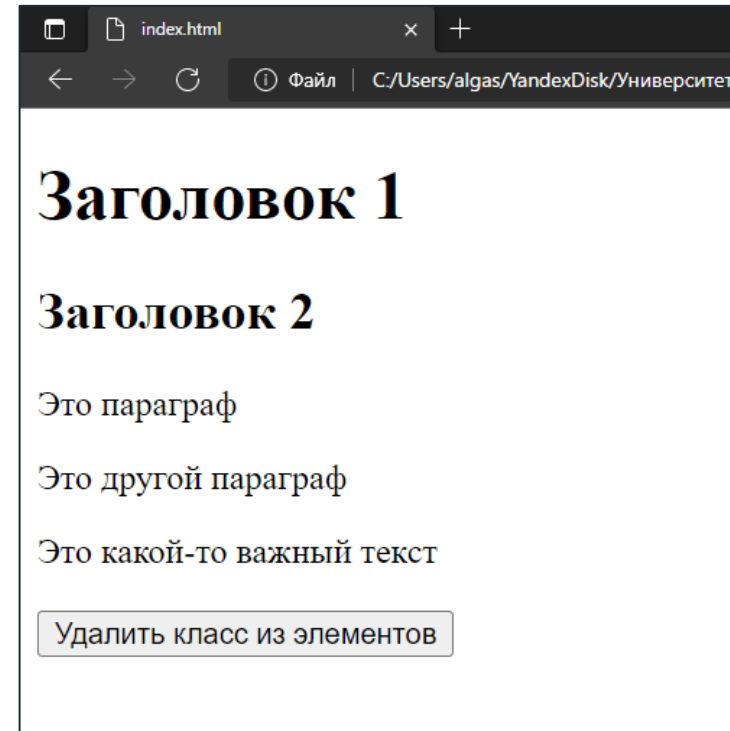 index.html
Файл C:/Users/algas/YandexDisk/Университет
Заголовок 1
Заголовок 2
Это параграф
Это другой параграф
Это какой-то важный текст
Удалить класс из элементов